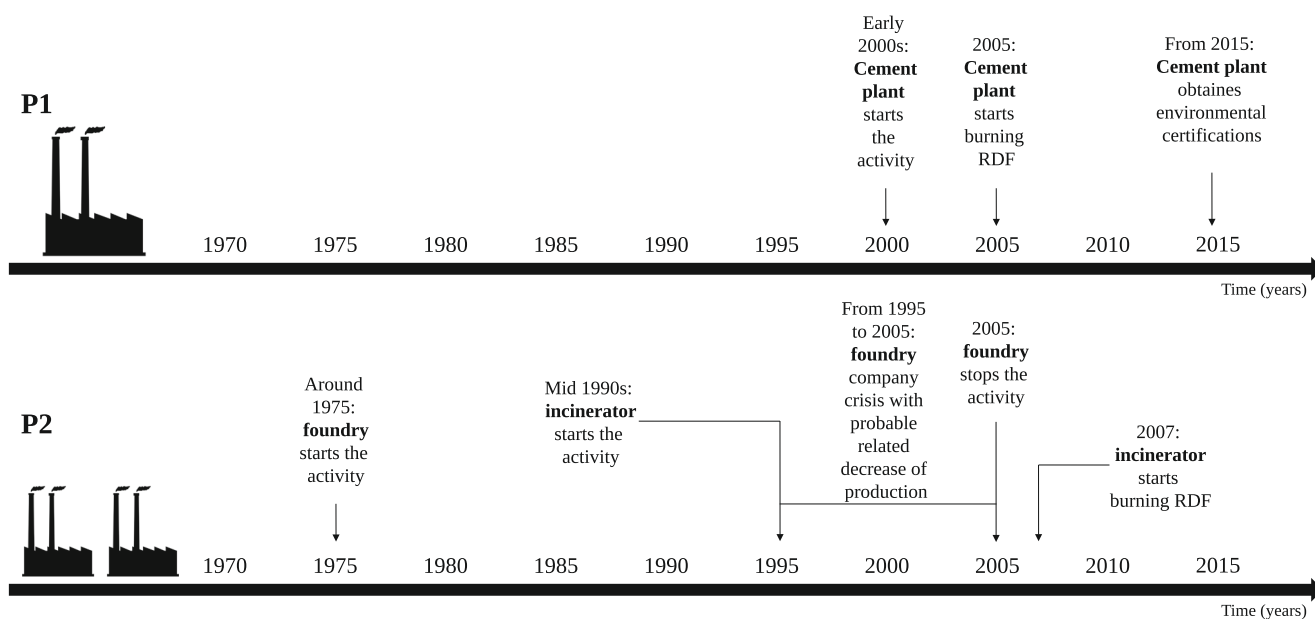 P1
Early
2000s:
Cement
plant
starts
the
activity
2005:
Cement
plant
starts
burning
RDF
From 2015:
Cement plant
obtaines
environmental
certifications
1970 1975 1980 1985 1990 1995 2000 2005 2010 2015
Time (years)
P2
Around
1975:
foundry
starts the
activity
Mid 1990s:
incinerator
starts the
activity
From 1995
to 2005:
foundry
company
crisis with
probable
related
decrease of
production
2005:
foundry
stops the
activity
2007:
incinerator
starts
burning RDF
1970 1975 1980 1985 1990 1995 2000 2005 2010 2015
Time (years)